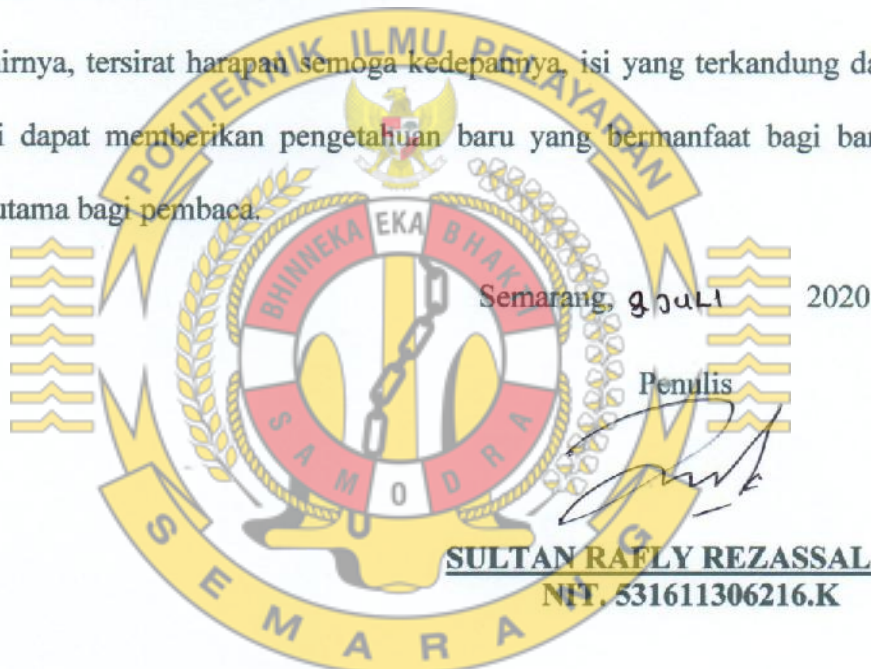 irnya, tersirat harapan semoga kedepannya, isi yang terkandung da
i dapat memberikan pengetahuan baru yang bermanfaat bagi ban
utama bagi pembaca.
Semarang, 9 JULI 2020
Penulis
SULTAN RAFLY REZASSAL
NIT. 531611306216.K
POLITEKNIK ILMU PELAYARAN
BHINNEKA EKA BHAKTI
SAMODRA
SEMARANG